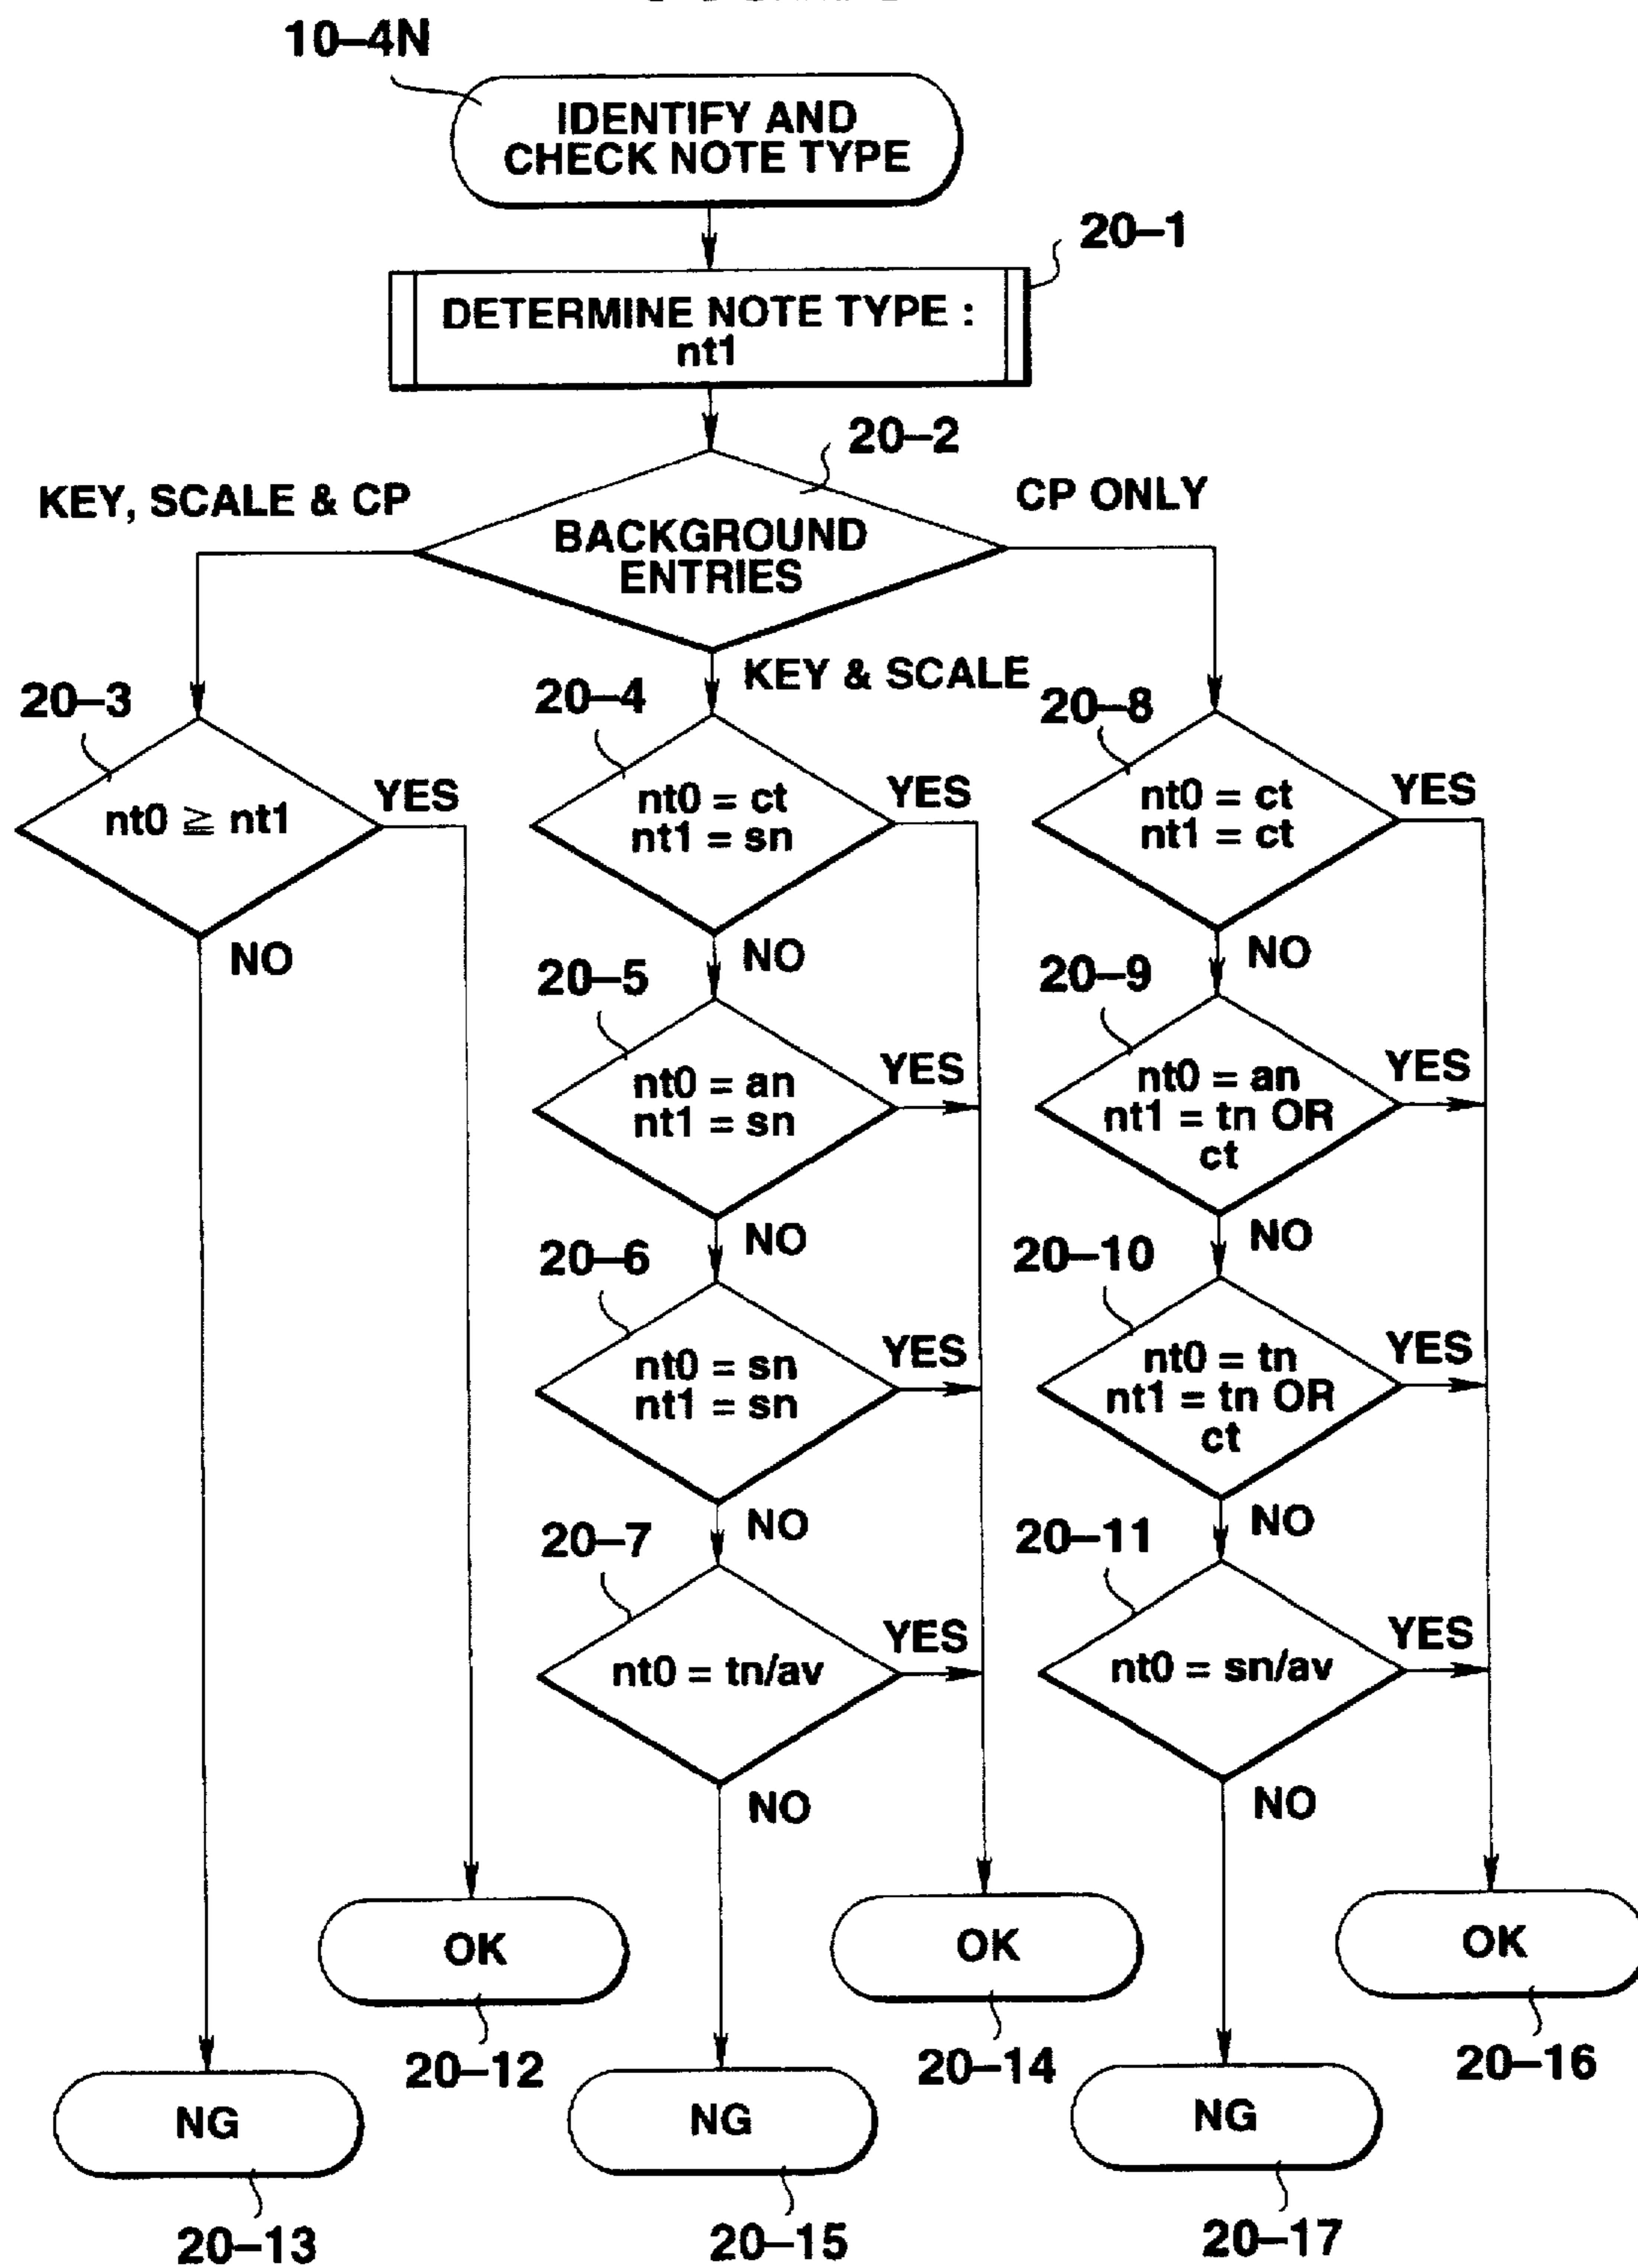 10–4N
IDENTIFY AND
CHECK NOTE TYPE
20–1
DETERMINE NOTE TYPE :
nt1
20–2
KEY, SCALE & CP
CP ONLY
BACKGROUND
ENTRIES
KEY & SCALE
20–3
20–4
20–8
nt0 ≧ nt1
YES
nt0 = ct
nt1 = sn
YES
nt0 = ct
nt1 = ct
YES
NO
NO
NO
20–5
20–9
nt0 = an
nt1 = sn
YES
nt0 = an
nt1 = tn OR
ct
YES
NO
NO
20–6
20–10
nt0 = sn
nt1 = sn
YES
nt0 = tn
nt1 = tn OR
ct
YES
NO
NO
20–7
20–11
nt0 = tn/av
YES
nt0 = sn/av
YES
NO
NO
OK
OK
OK
20–12
20–14
20–16
NG
NG
NG
20–13
20–15
20–17